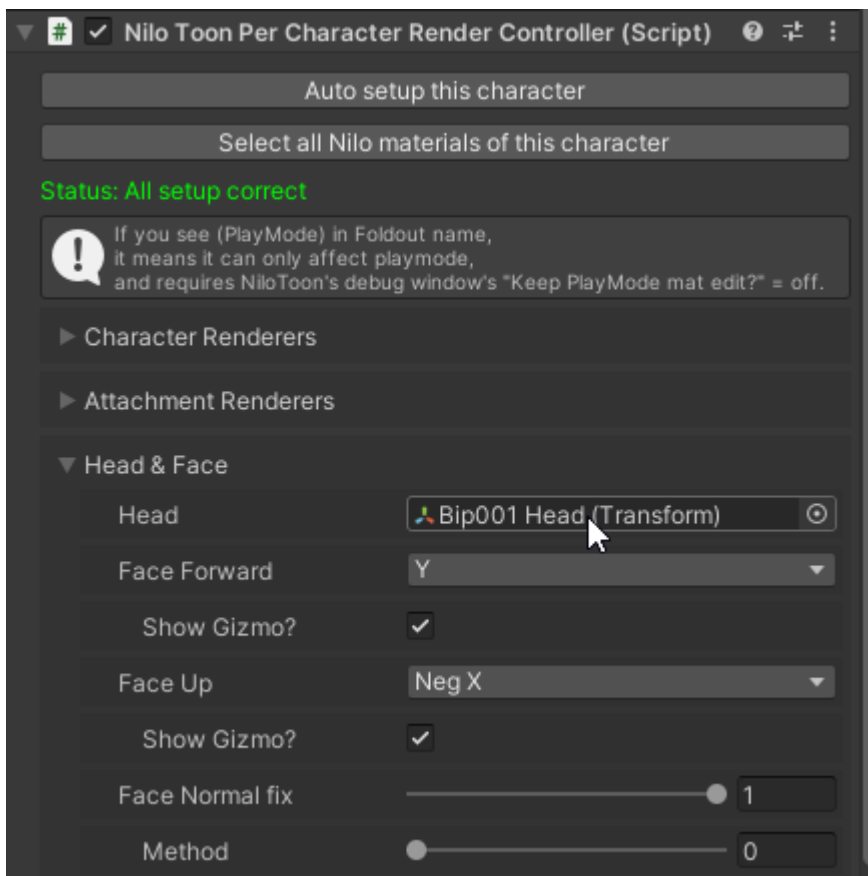 # Nilo Toon Per Character Render Controller (Script)
Auto setup this character
Select all Nilo materials of this character
Status: All setup correct
If you see (PlayMode) in Foldout name,
it means it can only affect playmode,
and requires NiloToon's debug window's "Keep PlayMode mat edit?" = off.
Character Renderers
Attachment Renderers
Head & Face
Head Bip001 Head (Transform)
Face Forward Y
Show Gizmo?
Face Up Neg X
Show Gizmo?
Face Normal fix 1
Method 0